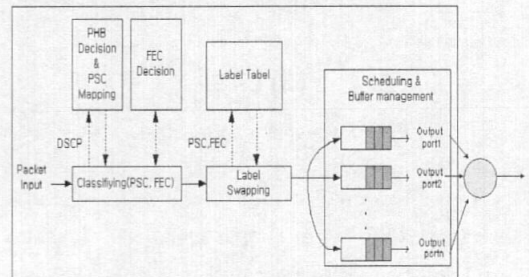 PHB
Decision
&
PSC
Mapping
FEC
Decision
Label Tabel
Scheduling &
Buffer management
DSCP
PSC,FEC
Packet
Input
Classifiying(PSC, FEC)
Label
Swapping
Output
port1
Output
port2
Output
portn